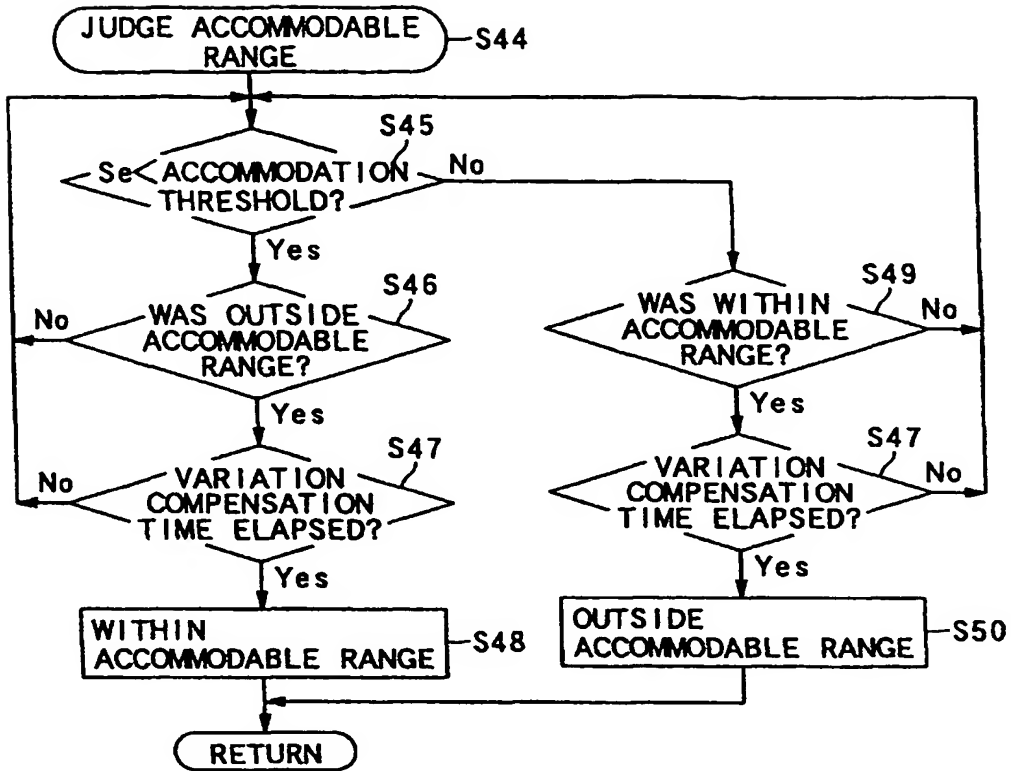 JUDGE ACCOMMODABLE
RANGE
S44
S45
Se<ACCOMMODATION
THRESHOLD?
No
Yes
S46
WAS OUTSIDE
ACCOMMODABLE
RANGE?
No
Yes
S49
WAS WITHIN
ACCOMMODABLE
RANGE?
No
Yes
S47
VARIATION
COMPENSATION
TIME ELAPSED?
No
Yes
S47
VARIATION
COMPENSATION
TIME ELAPSED?
No
Yes
WITHIN
ACCOMMODABLE RANGE
S48
OUTSIDE
ACCOMMODABLE RANGE
S50
RETURN